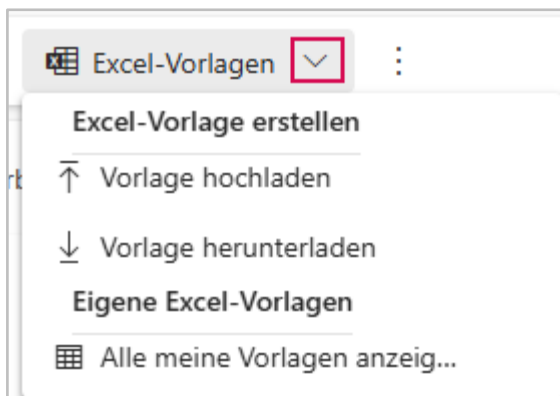 Excel-Vorlagen
Excel-Vorlage erstellen
Vorlage hochladen
Vorlage herunterladen
Eigene Excel-Vorlagen
Alle meine Vorlagen anzeig...